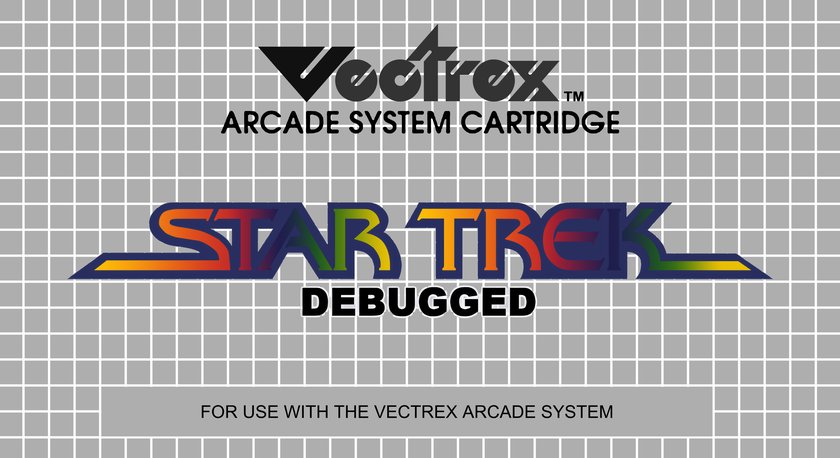 Vectrex™
ARCADE SYSTEM CARTRIDGE
STAR TREK
DEBUGGED
FOR USE WITH THE VECTREX ARCADE SYSTEM